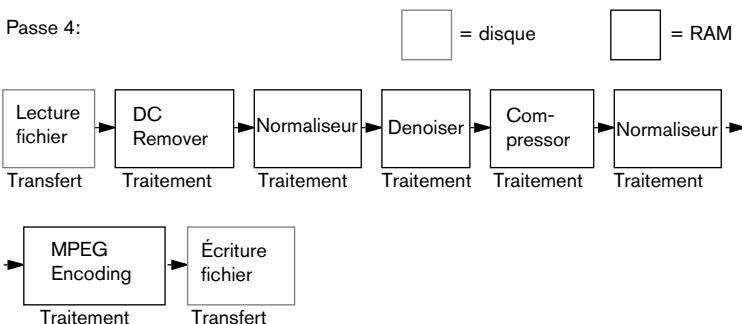 Passe 4:
= disque
= RAM
Lecture
fichier
DC
Remover
Normaliseur
Denoiser
Com-
pressor
Normaliseur
Transfert
Traitement
Traitement
Traitement
Traitement
Traitement
MPEG
Encoding
Écriture
fichier
Traitement
Transfert